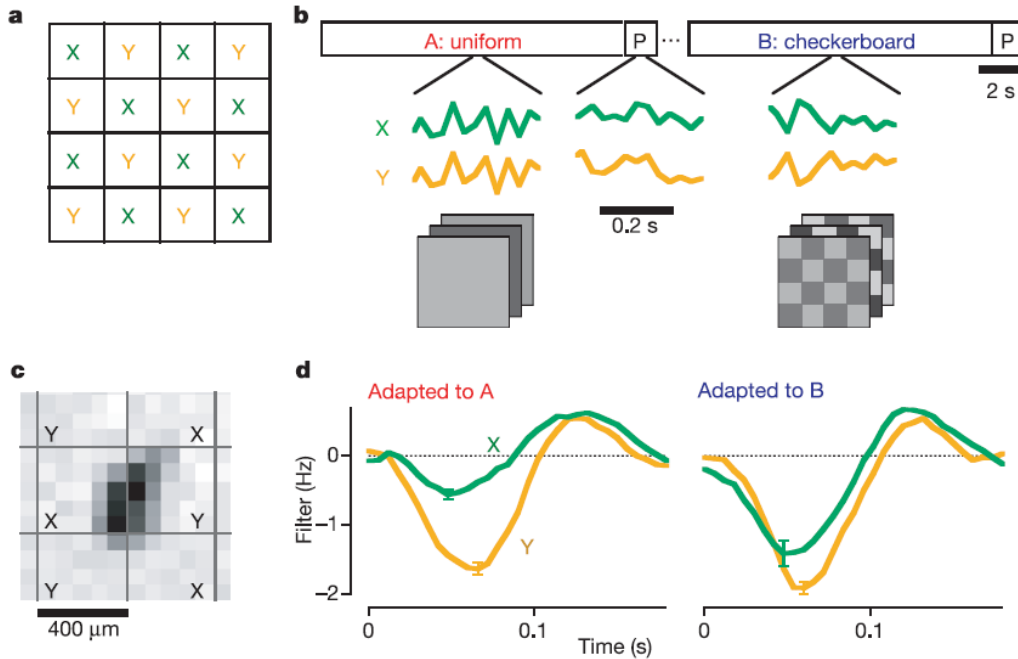 a
X Y X Y
Y X Y X
X Y X Y
Y X Y X
b
A: uniform P ... B: checkerboard P
2 s
X
Y
0.2 s
c
Y X
X Y
Y X
400 μm
d
Adapted to A Adapted to B
Filter (Hz)
0
−1
−2
X
Y
0 0.1 0 0.1
Time (s)